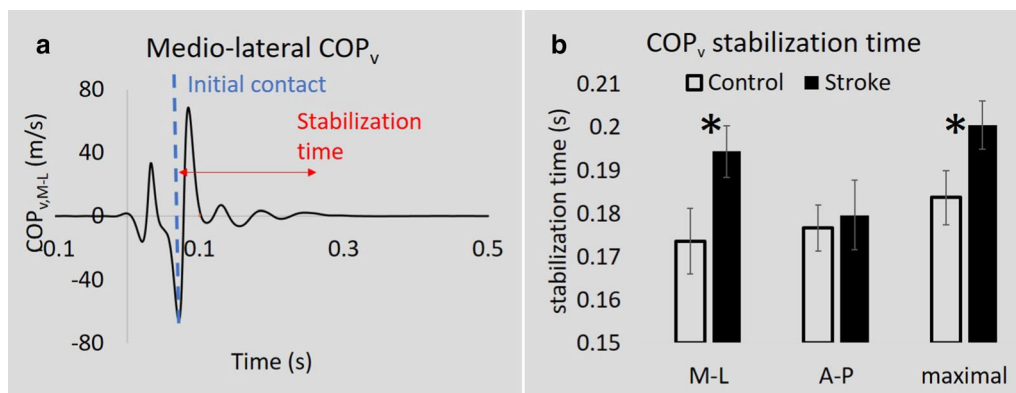 a
Medio-lateral COPv
Initial contact
Stabilization
time
80
40
0
-40
-80
COPv,M-L (m/s)
-0.1
0.1
0.3
0.5
Time (s)
b
COPv stabilization time
Control
Stroke
0.21
0.2
0.19
0.18
0.17
0.16
0.15
stabilization time (s)
*
*
M-L
A-P
maximal